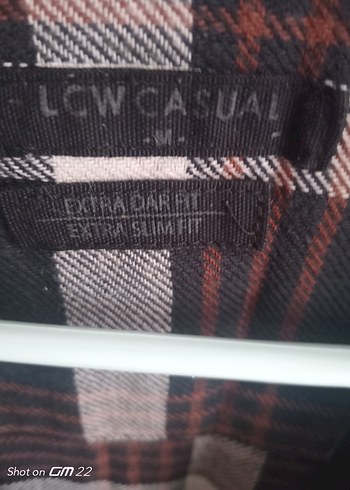 LCW CASUAL
-M-
EXTRA DAR FIT
EXTRA SLIM FIT
Shot on GM 22